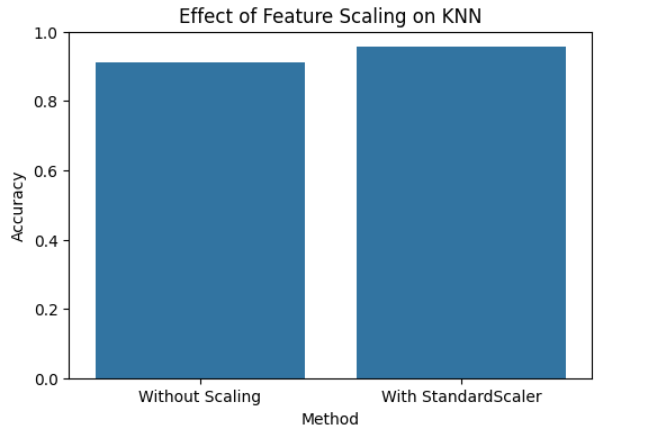 Effect of Feature Scaling on KNN
1.0
0.8
0.6
0.4
0.2
0.0
Accuracy
Without Scaling
With StandardScaler
Method